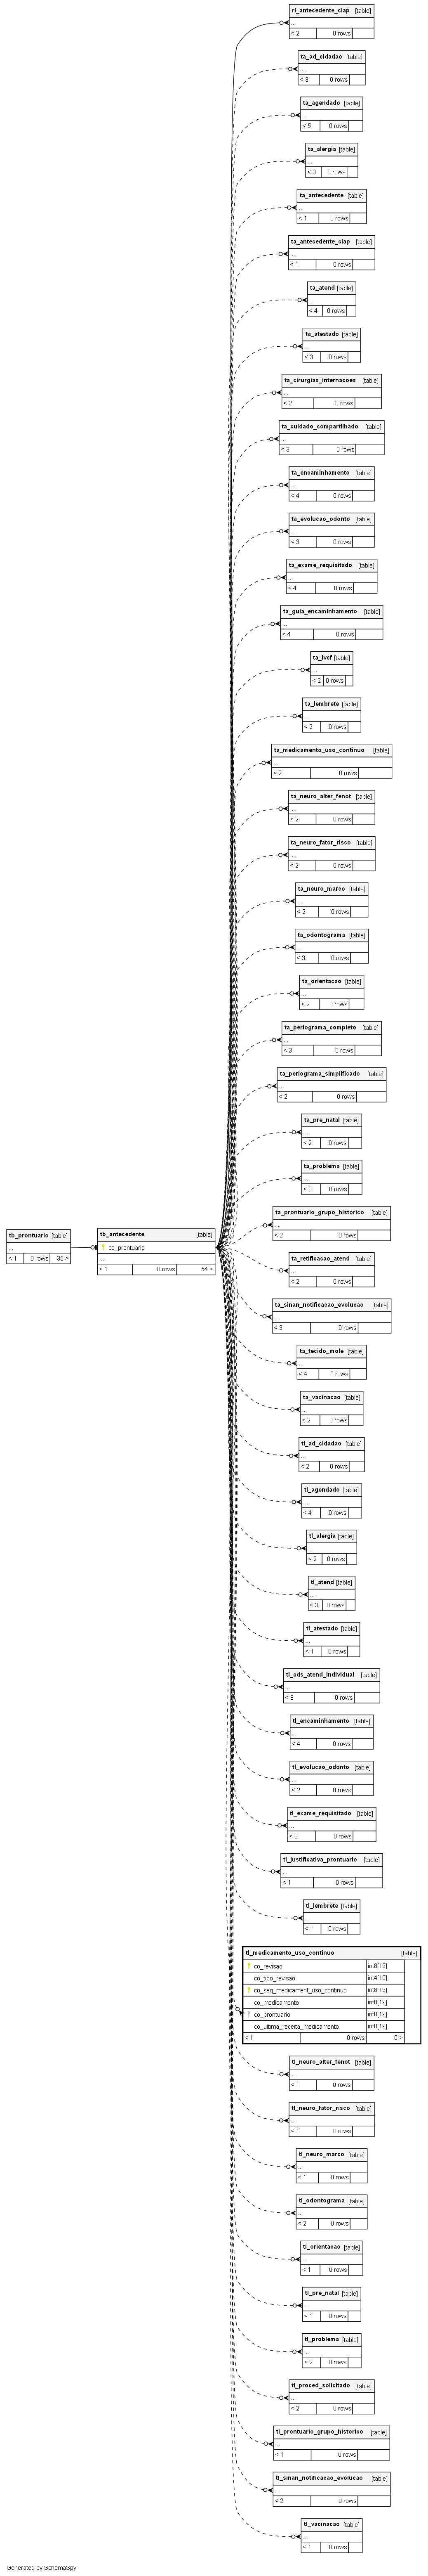 rl_antecedente_ciap [table]
...
< 2 0 rows
ta_ad_cidadao [table]
...
< 3 0 rows
ta_agendado [table]
...
< 5 0 rows
ta_alergia [table]
...
< 3 0 rows
ta_antecedente [table]
...
< 1 0 rows
ta_antecedente_ciap [table]
...
< 1 0 rows
ta_atend [table]
...
< 4 0 rows
ta_atestado [table]
...
< 3 0 rows
ta_cirurgias_internacoes [table]
...
< 2 0 rows
ta_cuidado_compartilhado [table]
...
< 3 0 rows
ta_encaminhamento [table]
...
< 4 0 rows
ta_evolucao_odonto [table]
...
< 3 0 rows
ta_exame_requisitado [table]
...
< 4 0 rows
ta_guia_encaminhamento [table]
...
< 4 0 rows
ta_ivcf [table]
...
< 2 0 rows
ta_lembrete [table]
...
< 2 0 rows
ta_medicamento_uso_continuo [table]
...
< 2 0 rows
ta_neuro_alter_fenot [table]
...
< 2 0 rows
ta_neuro_fator_risco [table]
...
< 2 0 rows
ta_neuro_marco [table]
...
< 2 0 rows
ta_odontograma [table]
...
< 3 0 rows
ta_orientacao [table]
...
< 2 0 rows
ta_periograma_completo [table]
...
< 3 0 rows
ta_periograma_simplificado [table]
...
< 2 0 rows
ta_pre_natal [table]
...
< 2 0 rows
ta_problema [table]
...
< 3 0 rows
ta_prontuario_grupo_historico [table]
...
< 2 0 rows
tb_prontuario [table]
...
< 1 0 rows 35 >
tb_antecedente [table]
co_prontuario
...
< 1 0 rows 54 >
ta_retificacao_atend [table]
...
< 2 0 rows
ta_sinan_notificacao_evolucao [table]
...
< 3 0 rows
ta_tecido_mole [table]
...
< 4 0 rows
ta_vacinacao [table]
...
< 2 0 rows
tl_ad_cidadao [table]
...
< 2 0 rows
tl_agendado [table]
...
< 4 0 rows
tl_alergia [table]
...
< 2 0 rows
tl_atend [table]
...
< 3 0 rows
tl_atestado [table]
...
< 1 0 rows
tl_cds_atend_individual [table]
...
< 8 0 rows
tl_encaminhamento [table]
...
< 4 0 rows
tl_evolucao_odonto [table]
...
< 2 0 rows
tl_exame_requisitado [table]
...
< 3 0 rows
tl_justificativa_prontuario [table]
...
< 1 0 rows
tl_lembrete [table]
...
< 1 0 rows
tl_medicamento_uso_continuo [table]
co_revisao int8[19]
co_tipo_revisao int4[10]
co_seq_medicament_uso_continuo int8[19]
co_medicamento int8[19]
co_prontuario int8[19]
co_ultima_receita_medicamento int8[19]
< 1 0 rows 0 >
tl_neuro_alter_fenot [table]
...
< 1 0 rows
tl_neuro_fator_risco [table]
...
< 1 0 rows
tl_neuro_marco [table]
...
< 1 0 rows
tl_odontograma [table]
...
< 2 0 rows
tl_orientacao [table]
...
< 1 0 rows
tl_pre_natal [table]
...
< 1 0 rows
tl_problema [table]
...
< 2 0 rows
tl_proced_solicitado [table]
...
< 2 0 rows
tl_prontuario_grupo_historico [table]
...
< 1 0 rows
tl_sinan_notificacao_evolucao [table]
...
< 2 0 rows
tl_vacinacao [table]
...
< 1 0 rows
Generated by SchemaSpy